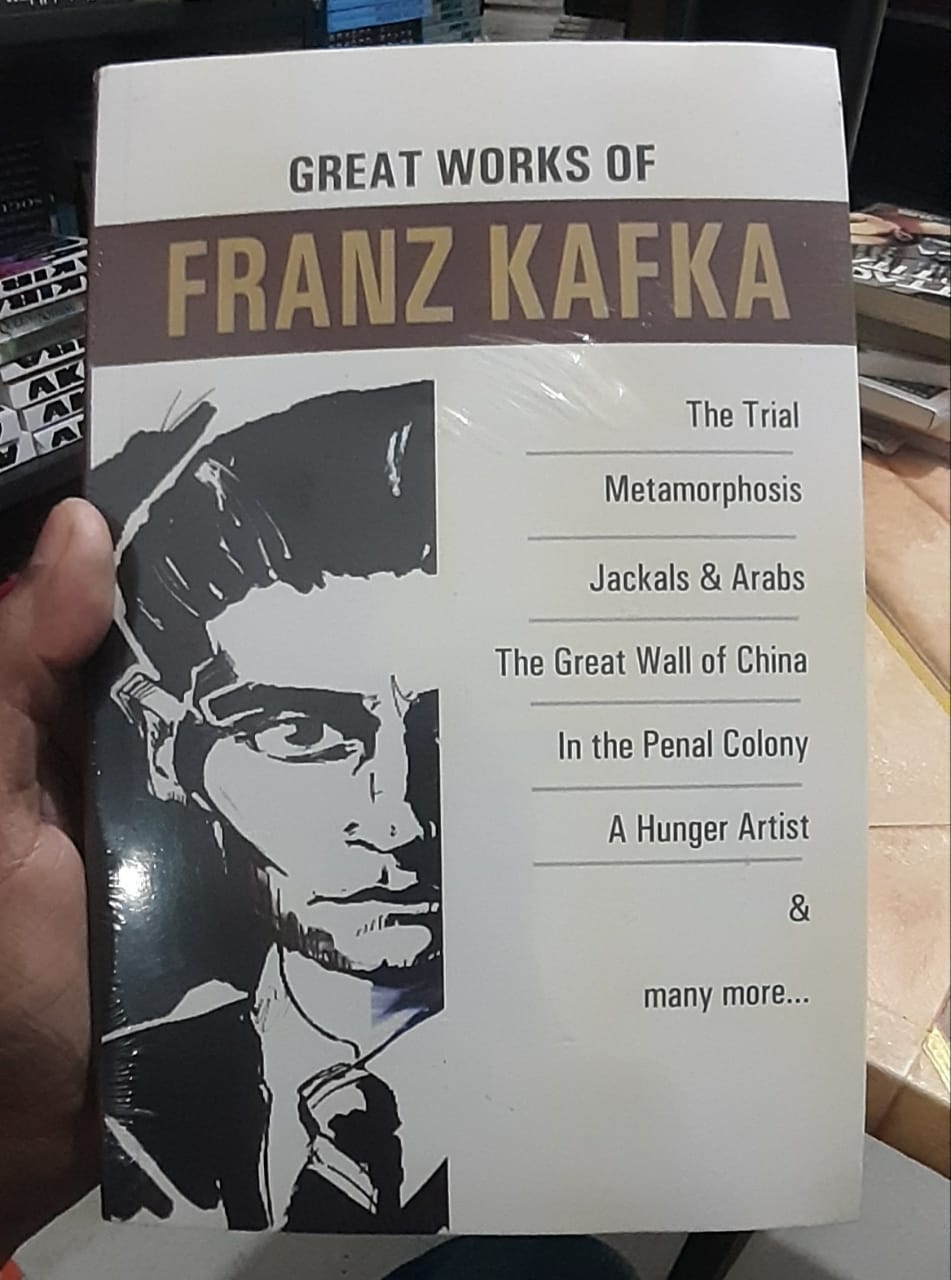 GREAT WORKS OF
FRANZ KAFKA
The Trial
Metamorphosis
Jackals & Arabs
The Great Wall of China
In the Penal Colony
A Hunger Artist
&
many more...